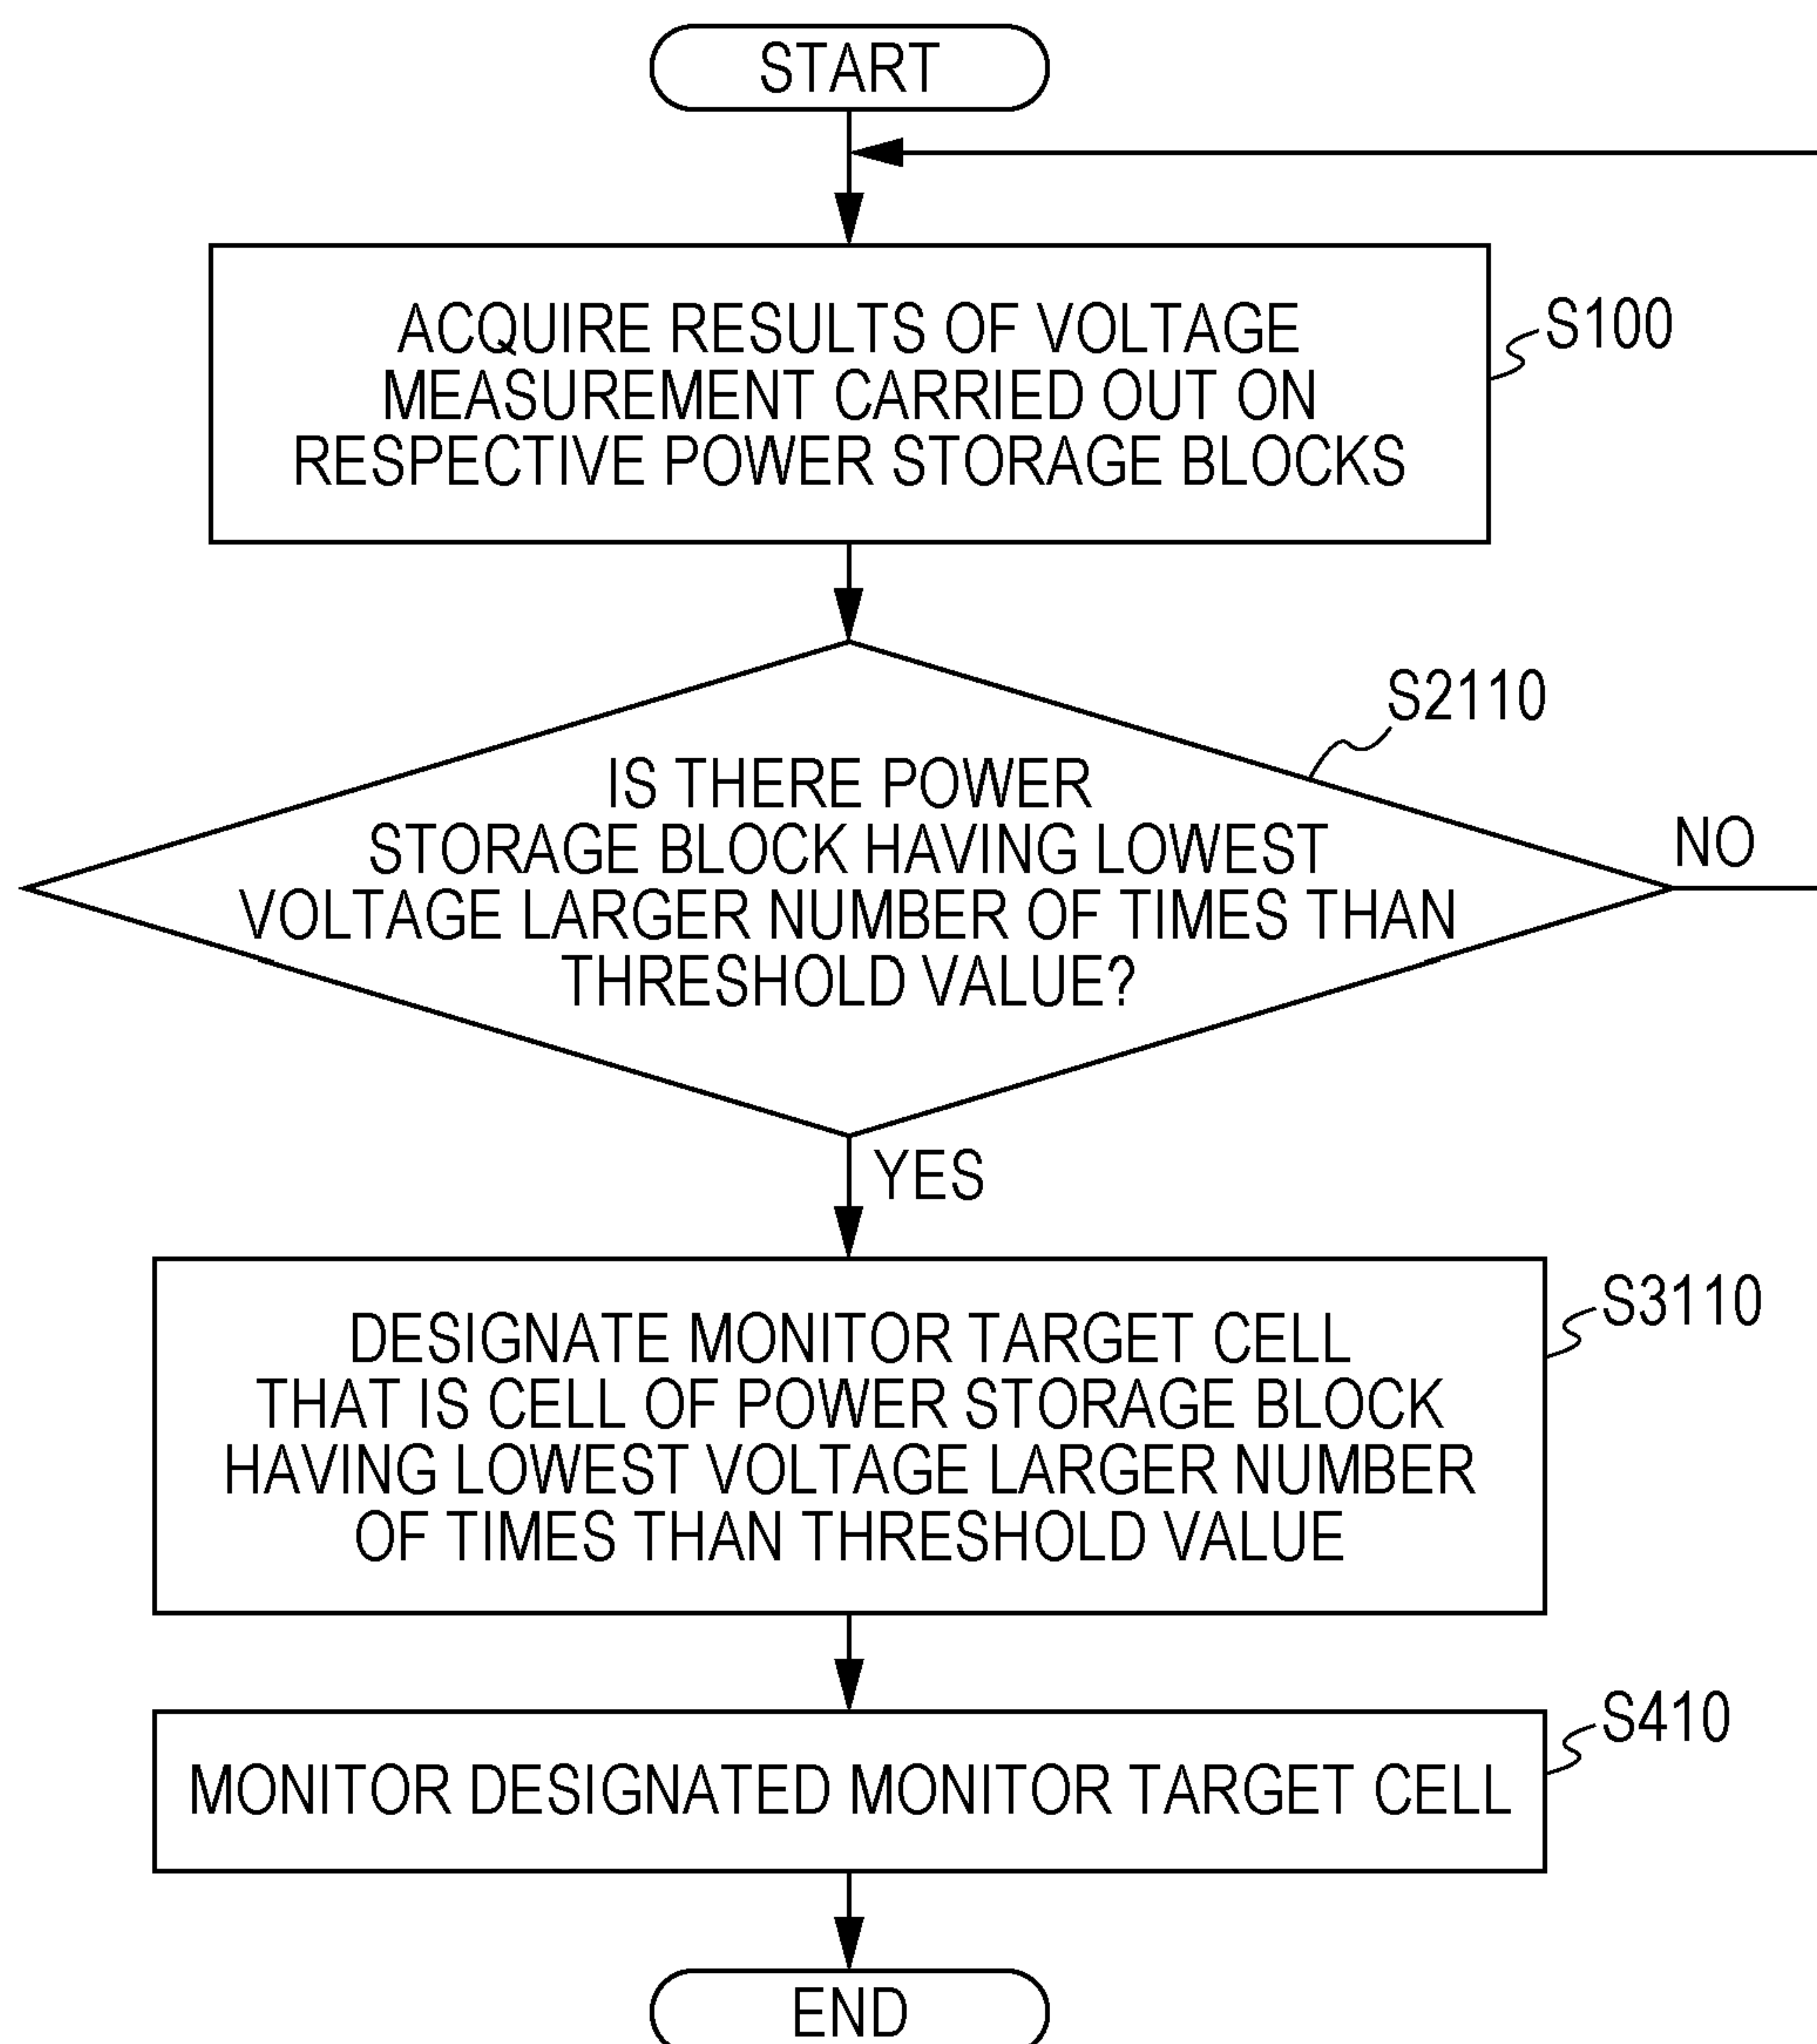 START
ACQUIRE RESULTS OF VOLTAGE
MEASUREMENT CARRIED OUT ON
RESPECTIVE POWER STORAGE BLOCKS
S100
S2110
IS THERE POWER
STORAGE BLOCK HAVING LOWEST
VOLTAGE LARGER NUMBER OF TIMES THAN
THRESHOLD VALUE?
NO
YES
DESIGNATE MONITOR TARGET CELL
THAT IS CELL OF POWER STORAGE BLOCK
HAVING LOWEST VOLTAGE LARGER NUMBER
OF TIMES THAN THRESHOLD VALUE
S3110
MONITOR DESIGNATED MONITOR TARGET CELL
S410
END